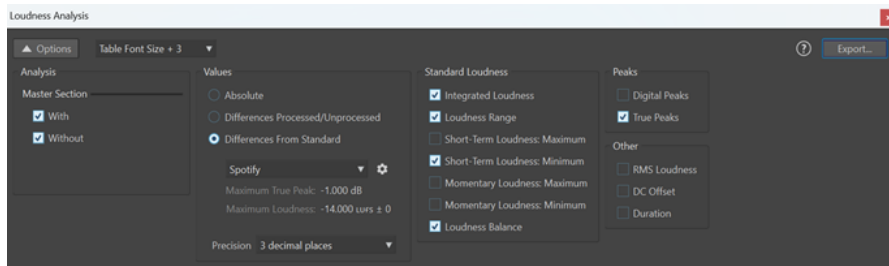 Loudness Analysis
Options
Table Font Size + 3
?
Export...
Analysis
Master Section
With
Without
Values
Absolute
Differences Processed/Unprocessed
Differences From Standard
Spotify
Maximum True Peak: -1.000 dB
Maximum Loudness: -14.000 LUFS ± 0
Precision 3 decimal places
Standard Loudness
Integrated Loudness
Loudness Range
Short-Term Loudness: Maximum
Short-Term Loudness: Minimum
Momentary Loudness: Maximum
Momentary Loudness: Minimum
Loudness Balance
Peaks
Digital Peaks
True Peaks
Other
RMS Loudness
DC Offset
Duration